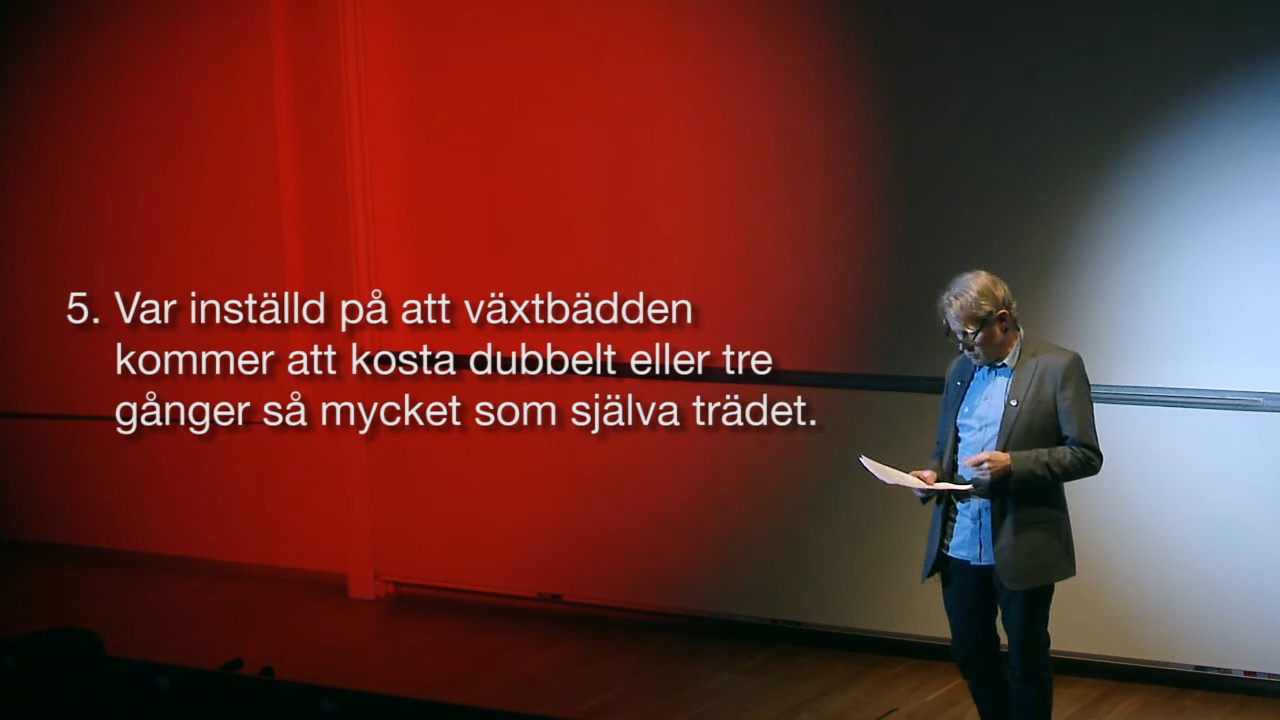 5. Var inställd på att växtbädden
kommer att kosta dubbelt eller tre
gånger så mycket som själva trädet.